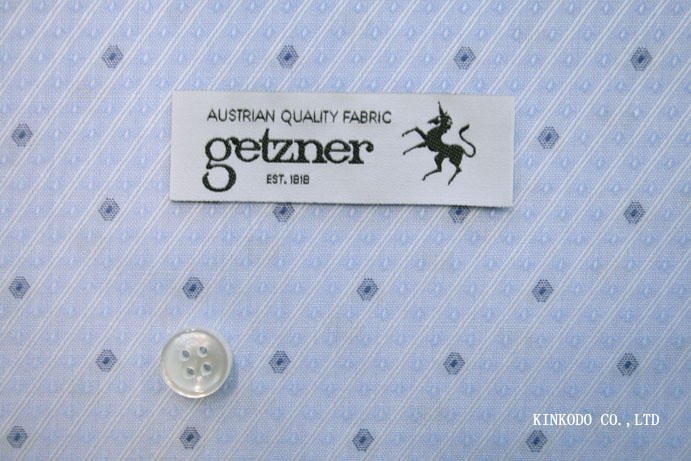 AUSTRIAN QUALITY FABRIC
getzner
EST. 1818
KINKODO CO.,LTD